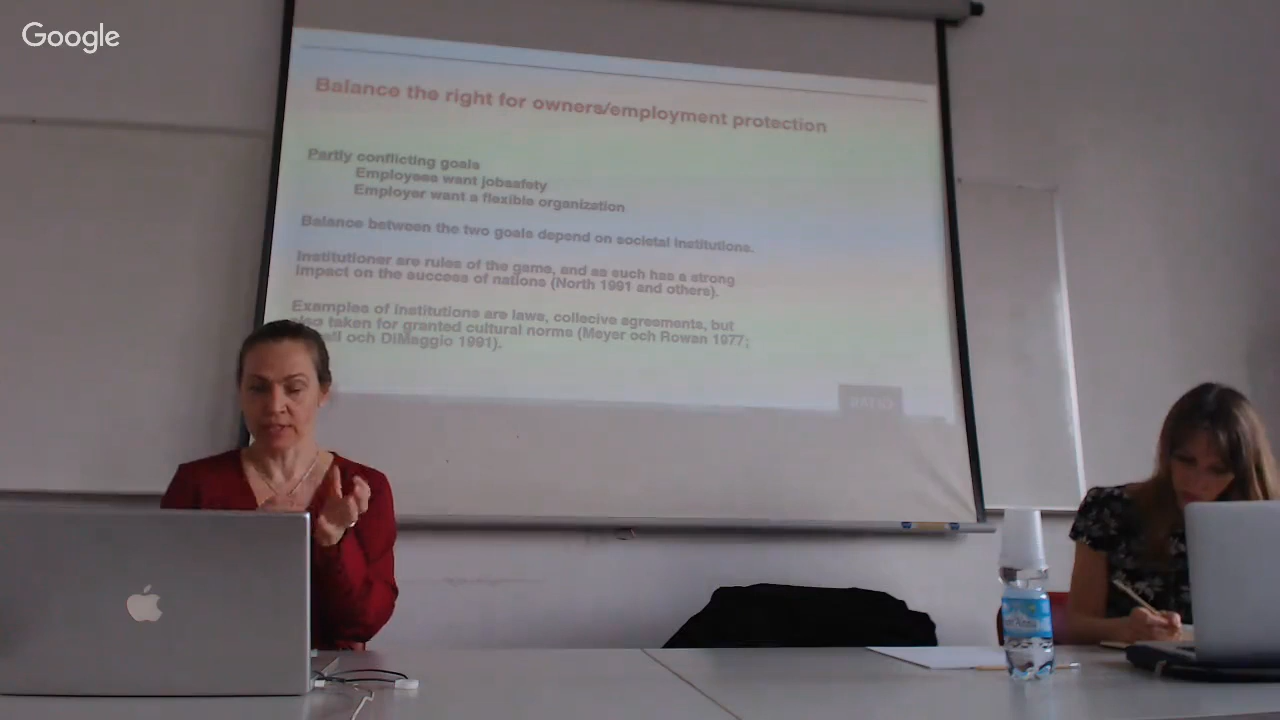 Google
Balance the right for owners/employment protection
Partly conflicting goals
Employees want jobsafety
Employer want a flexible organization
Balance between the two goals depend on societal institutions.
Institutioner are rules of the game, and as such has a strong
impact on the success of nations (North 1991 and others).
Examples of institutions are laws, collecive agreements, but
also taken for granted cultural norms (Meyer och Rowan 1977;
och DiMaggio 1991).
RATIO